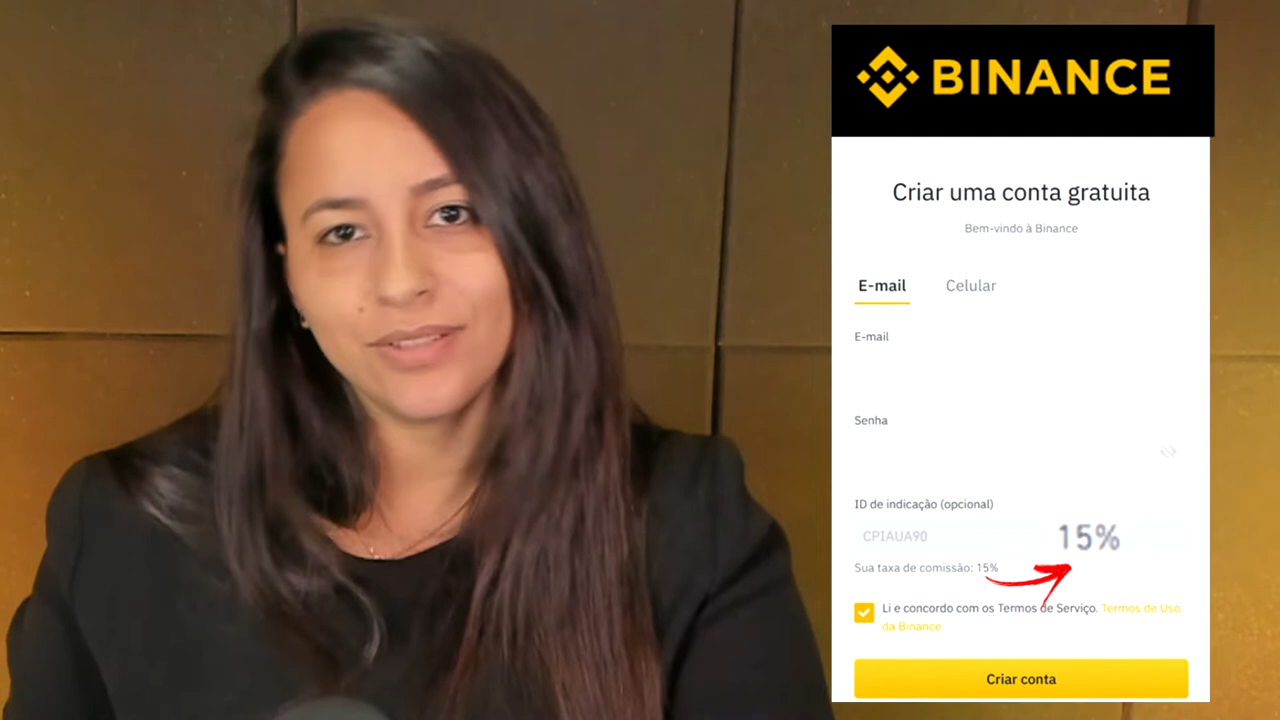 BINANCE
Criar uma conta gratuita
Bem-vindo à Binance
E-mail Celular
E-mail
Senha
ID de indicação (opcional)
CPIAUA90 15%
Sua taxa de comissão: 15%
Li e concordo com os Termos de Serviço. Termos de Uso
da Binance
Criar conta